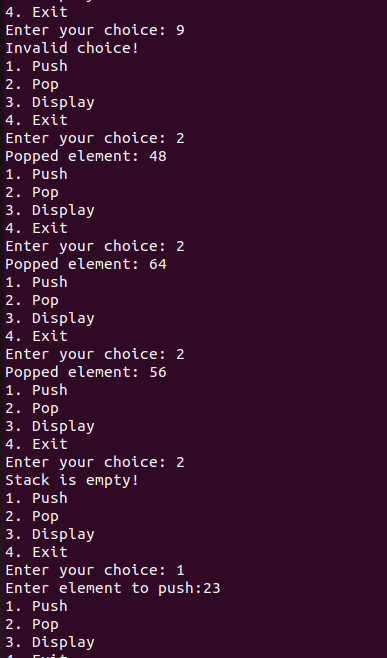 4. Exit
Enter your choice: 9
Invalid choice!
1. Push
2. Pop
3. Display
4. Exit
Enter your choice: 2
Popped element: 48
1. Push
2. Pop
3. Display
4. Exit
Enter your choice: 2
Popped element: 64
1. Push
2. Pop
3. Display
4. Exit
Enter your choice: 2
Popped element: 56
1. Push
2. Pop
3. Display
4. Exit
Enter your choice: 2
Stack is empty!
1. Push
2. Pop
3. Display
4. Exit
Enter your choice: 1
Enter element to push:23
1. Push
2. Pop
3. Display
4. Exit